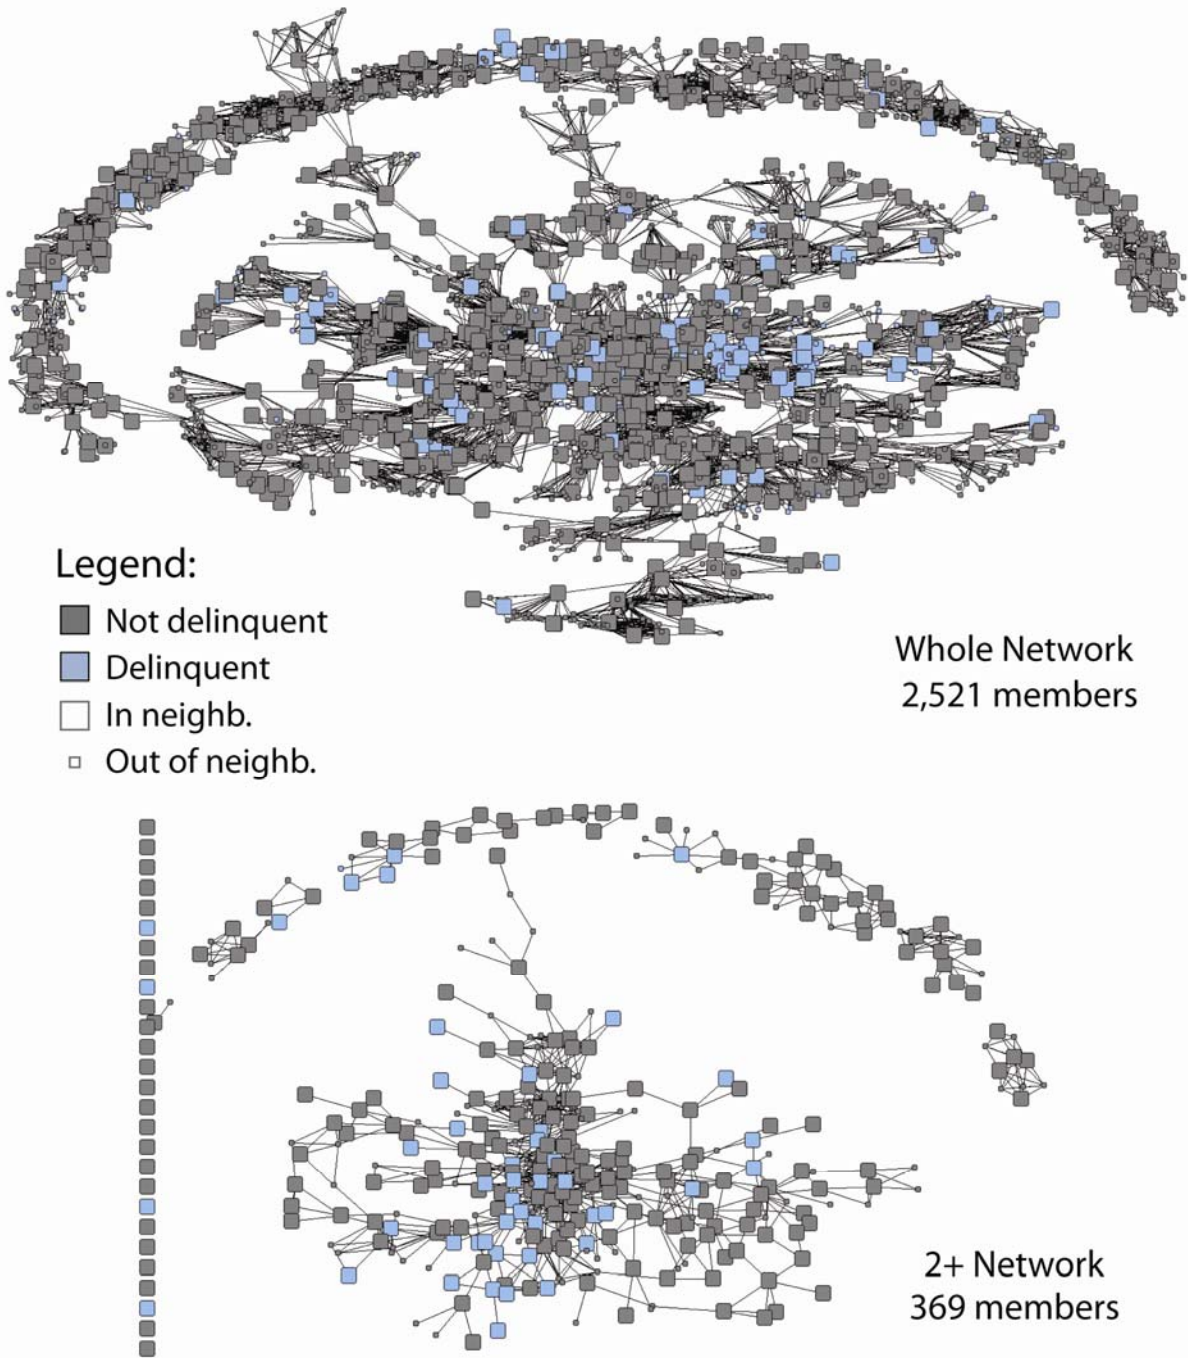 Legend:
Not delinquent
Delinquent
In neighb.
Out of neighb.
Whole Network
2,521 members
2+ Network
369 members